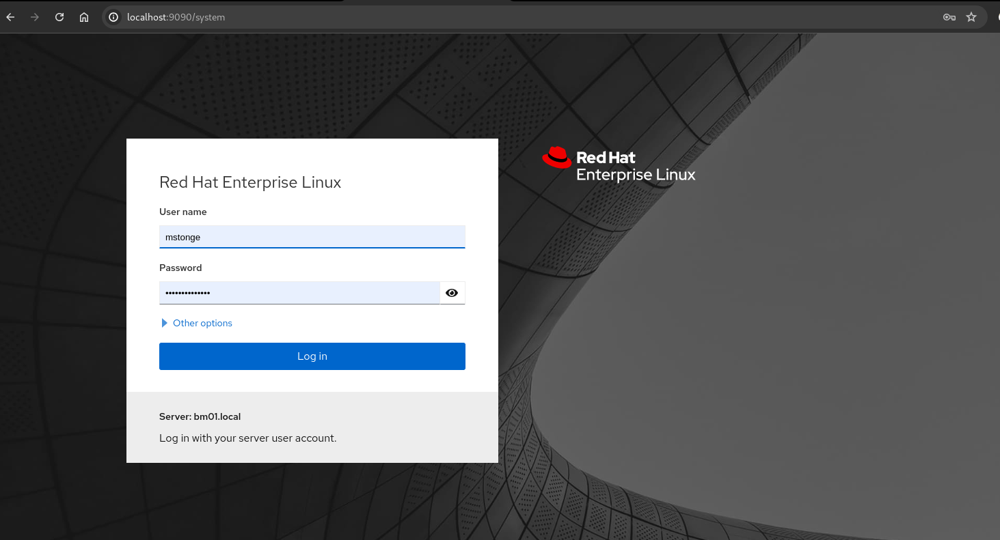 localhost:9090/system
Red Hat Enterprise Linux
User name
mstonge
Password
••••••••••••••
Other options
Log in
Server: bm01.local
Log in with your server user account.
Red Hat
Enterprise Linux